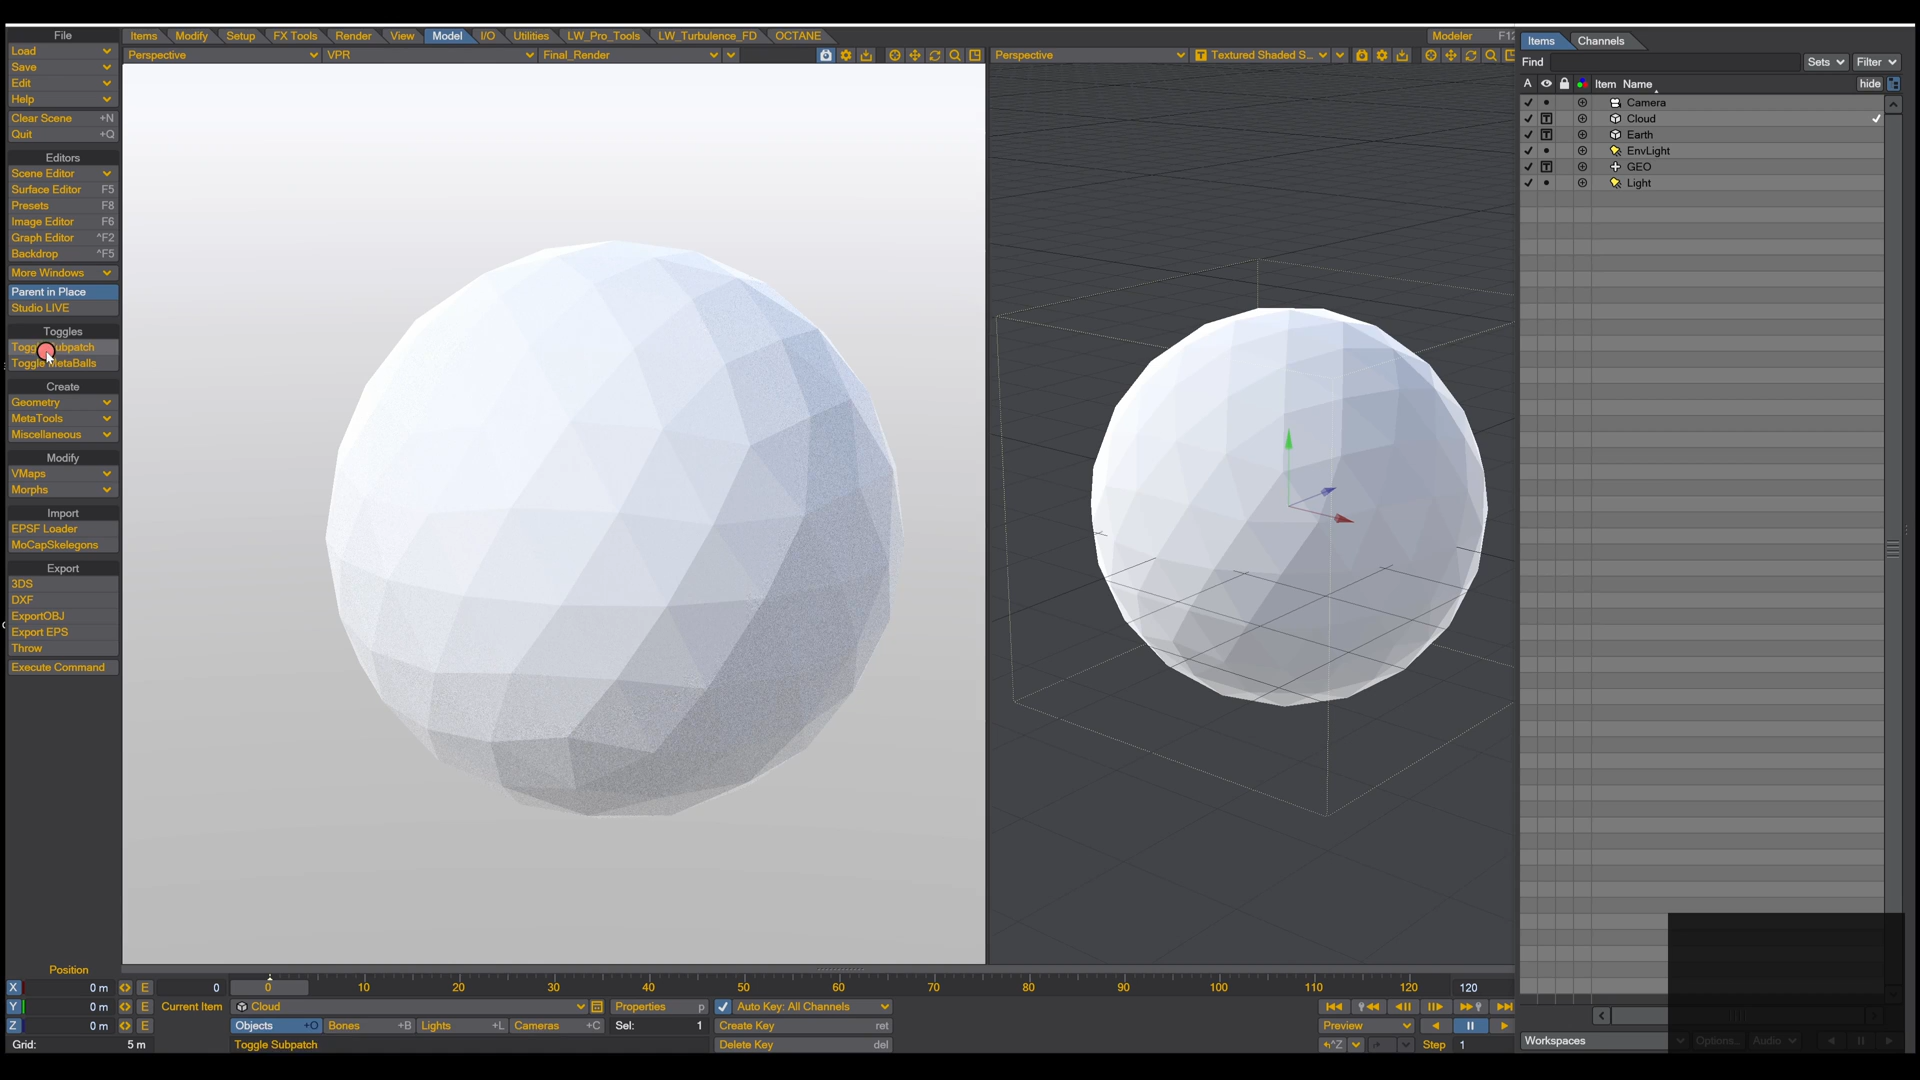 File
Load
Save
Edit
Help
Clear Scene +N
Quit +Q
Editors
Scene Editor
Surface Editor F5
Presets F8
Image Editor F6
Graph Editor ^F2
Backdrop ^F5
More Windows
Parent in Place
Studio LIVE
Toggles
Create
Geometry
MetaTools
Miscellaneous
Modify
VMaps
Morphs
Import
EPSF Loader
MoCapSkelegons
Export
3DS
DXF
ExportOBJ
Export EPS
Throw
Execute Command
Items Modify Setup FX Tools Render View Model I/O Utilities LW_Pro_Tools LW_Turbulence_FD OCTANE Modeler
Perspective VPR Final_Render
Perspective T Textured Shaded S...
Items Channels
Find Sets Filter
A Item Name hide
Camera
T Cloud
T Earth
EnvLight
T GEO
Light
Position
X 0 m E
Y 0 m E
Z 0 m E
Grid: 5 m
0 0 10 20 30 40 50 60 70 80 90 100 110 120 120
Current Item Cloud Properties p Auto Key: All Channels
Objects +O Bones +B Lights +L Cameras +C Sel: 1 Create Key ret
Toggle Subpatch Delete Key del
Preview
^Z Step 1
Workspaces Options... Audio